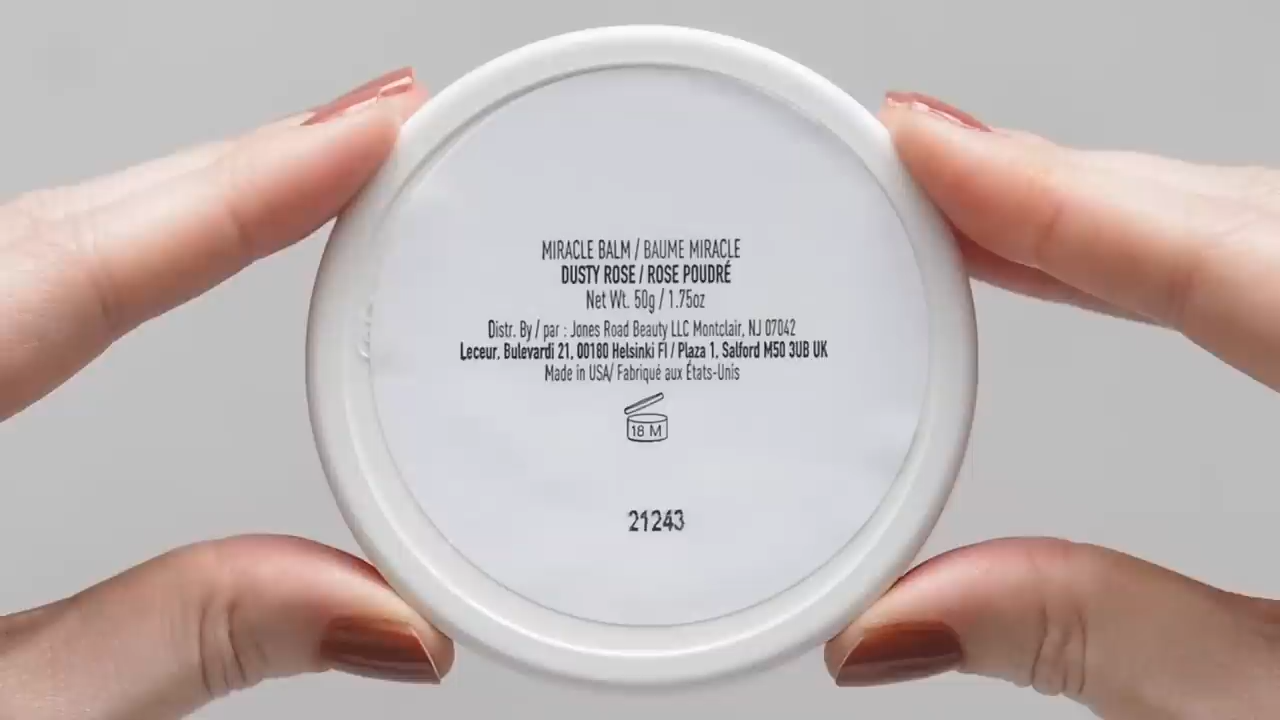 MIRACLE BALM / BAUME MIRACLE
DUSTY ROSE / ROSE POUDRÉ
Net Wt. 50g / 1.75oz
Distr. By / par : Jones Road Beauty LLC Montclair, NJ 07042
Leceur, Bulevardi 21, 00180 Helsinki FI / Plaza 1, Salford M50 3UB UK
Made in USA/ Fabriqué aux États-Unis
18 M
21243